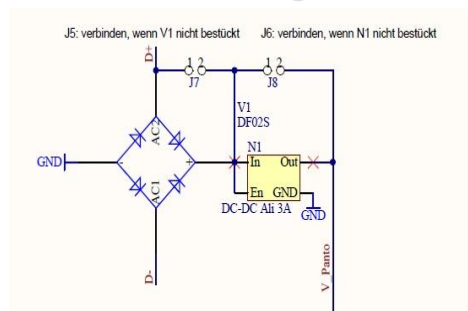 J5: verbinden, wenn V1 nicht bestückt
J6: verbinden, wenn N1 nicht bestückt
D+
1 2
J7
1 2
J8
V1
DF02S
AC2
N1
GND
-
+
In
Out
AC1
En
GND
DC-DC Ali 3A
GND
D-
V_Panto